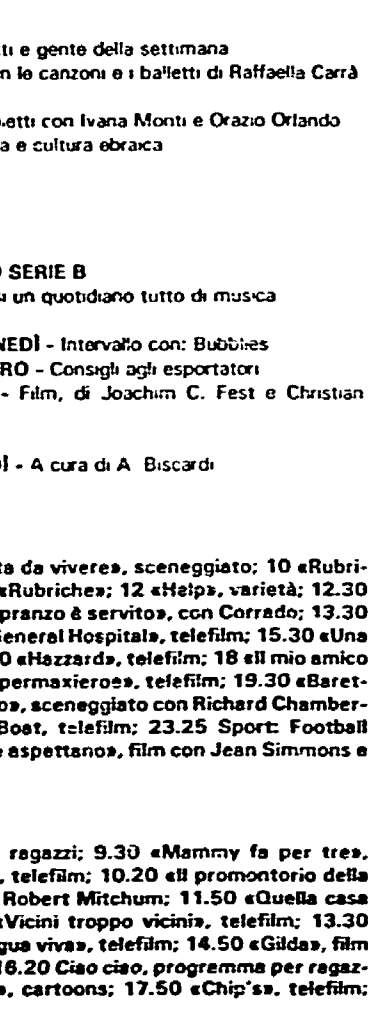 ti e gente della settimana
n le canzoni e i balletti di Raffaella Carrà
etti con Ivana Monti e Orazio Orlando
a e cultura ebraica
O SERIE B
i un quotidiano tutto di musica
NEDÌ - Intervallo con: Bubbles
RO - Consigli agli esportatori
- Film, di Joachim C. Fest e Christian
Ì - A cura di A. Biscardi
ta da vivere», sceneggiato; 10 «Rubri-
«Rubriche»; 12 «Help», varietà; 12.30
pranzo è servito», con Corrado; 13.30
General Hospital», telefilm; 15.30 «Una
0 «Hazzard», telefilm; 18 «Il mio amico
permaxieroe», telefilm; 19.30 «Baret-
o», sceneggiato con Richard Chamber-
Boat, telefilm; 23.25 Sport: Football
e aspettano», film con Jean Simmons e
ragazzi; 9.30 «Mammy fa per tre»,
, telefilm; 10.20 «Il promontorio della
Robert Mitchum; 11.50 «Quella casa
«Vicini troppo vicini», telefilm; 13.30
gua viva», telefilm; 14.50 «Gilda», film
16.20 Ciao ciao, programma per ragaz-
», cartoons; 17.50 «Chip's», telefilm;